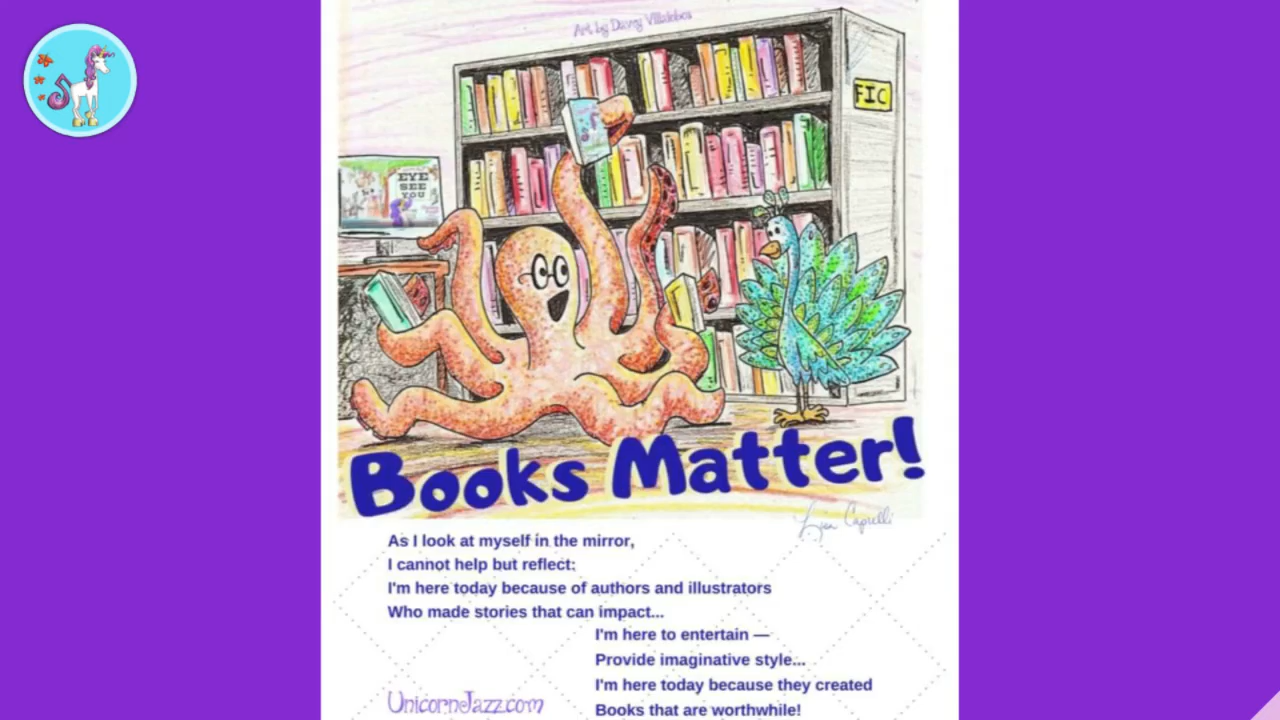 Art by Davey Villalobos
FIC
EYE
SEE
YOU
Books Matter!
Lisa Caprelli
As I look at myself in the mirror,
I cannot help but reflect:
I'm here today because of authors and illustrators
Who made stories that can impact...
I'm here to entertain —
Provide imaginative style...
I'm here today because they created
Books that are worthwhile!
UnicornJazz.com